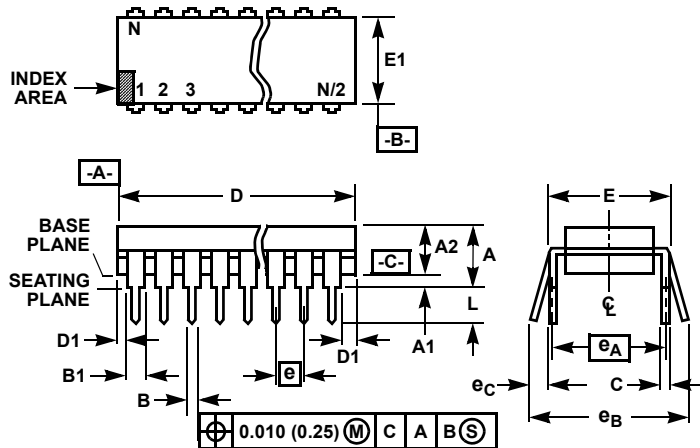 N
E1
INDEX
AREA
1 2 3 N/2
-B-
-A-
D
E
BASE
PLANE
A2
A
-C-
SEATING
PLANE
L
C
L
D1
A1
D1
e
eA
B1
eC
C
B
eB
0.010 (0.25) M C A B S